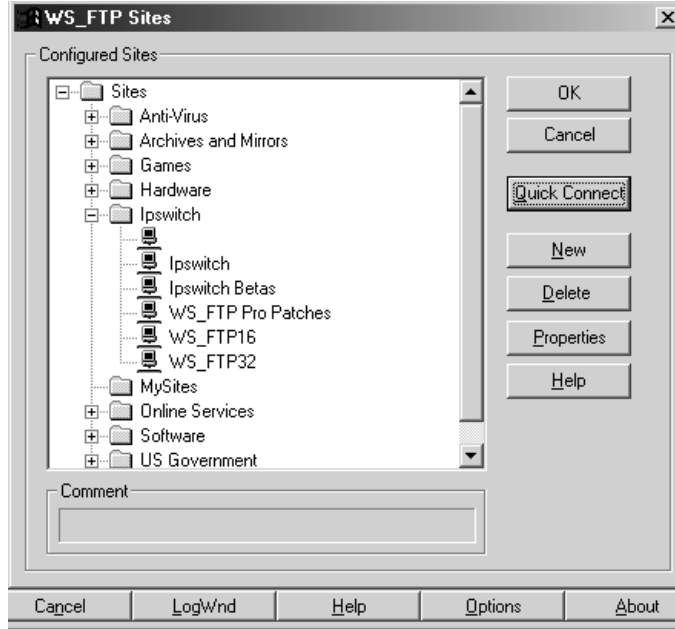 WS_FTP Sites
Configured Sites
Sites
Anti-Virus
Archives and Mirrors
Games
Hardware
Ipswitch
Ipswitch
Ipswitch Betas
WS_FTP Pro Patches
WS_FTP16
WS_FTP32
MySites
Online Services
Software
US Government
OK
Cancel
Quick Connect
New
Delete
Properties
Help
Comment
Cancel
LogWnd
Help
Options
About